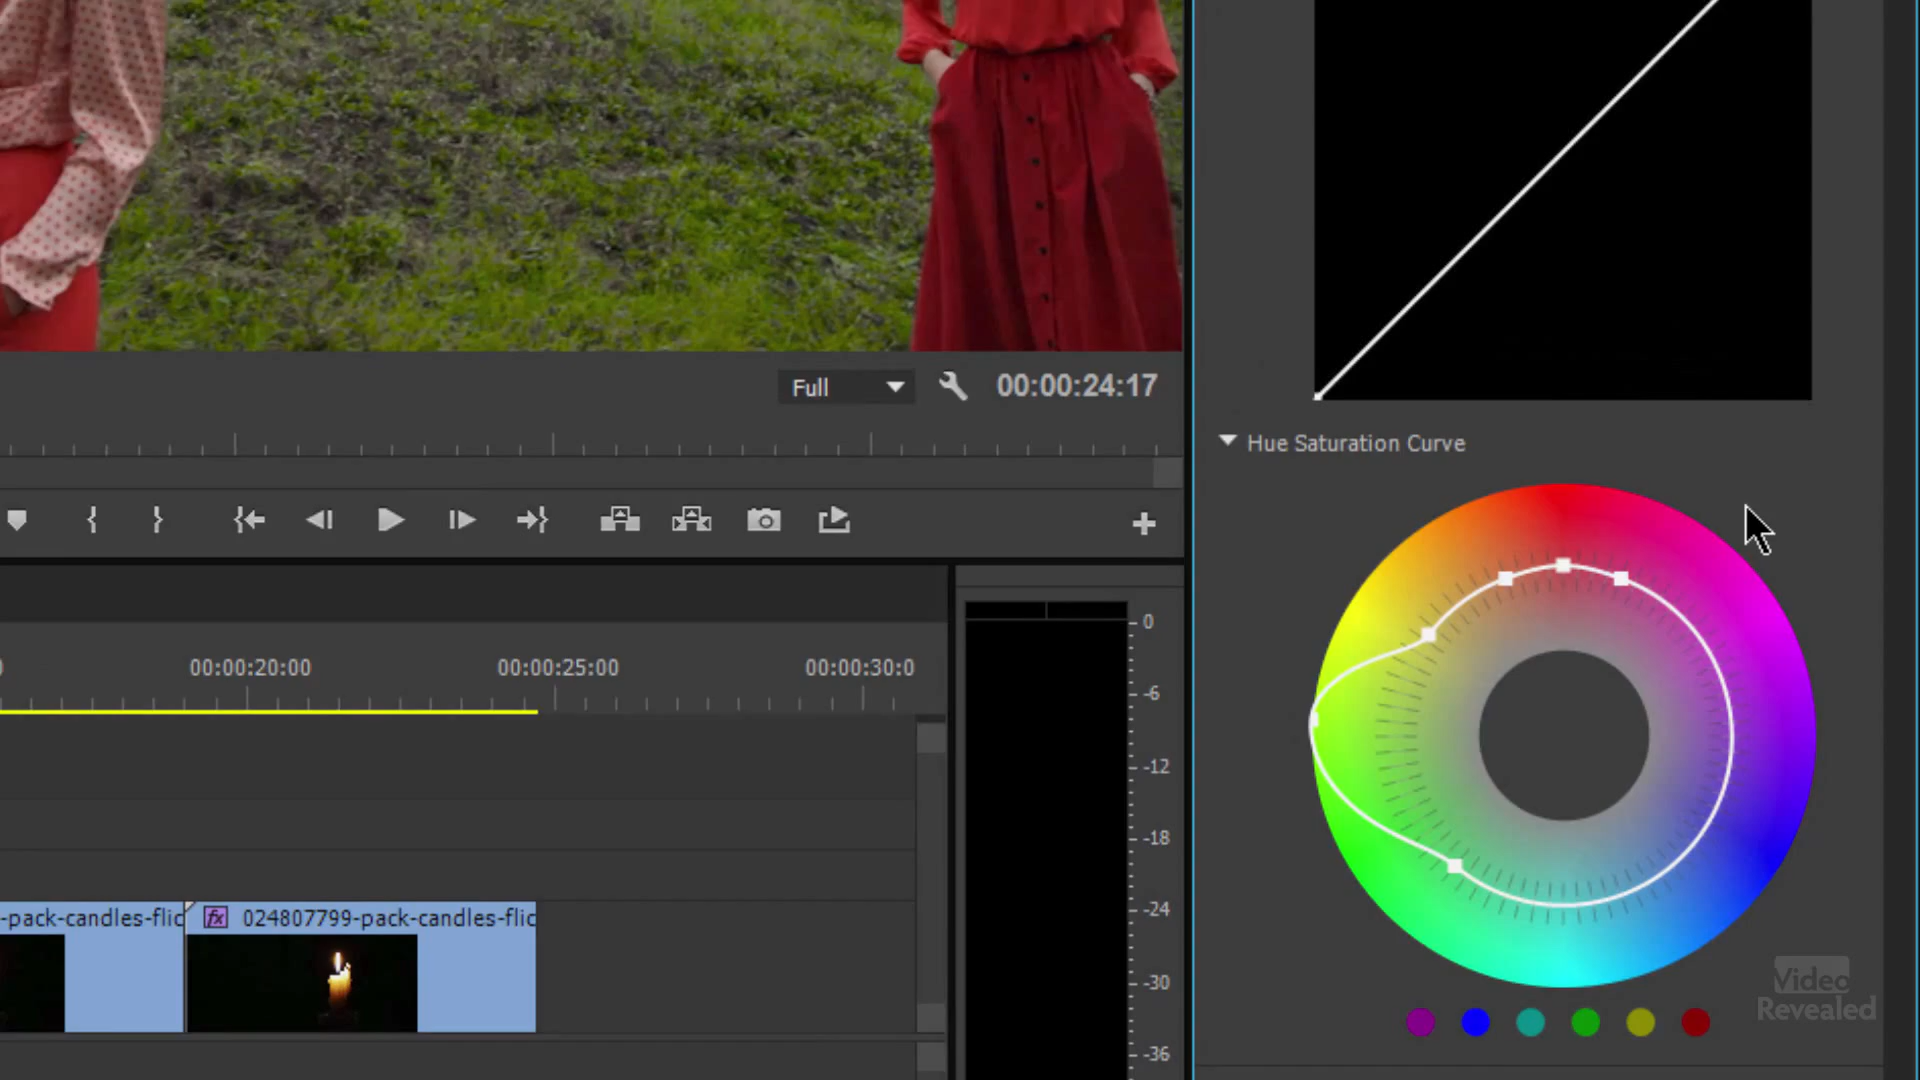 Full
00:00:24:17
Hue Saturation Curve
00:00:20:00
00:00:25:00
00:00:30:0
0
-6
-12
-18
-24
-30
-36
-pack-candles-flic
fx 024807799-pack-candles-flic
Video
Revealed